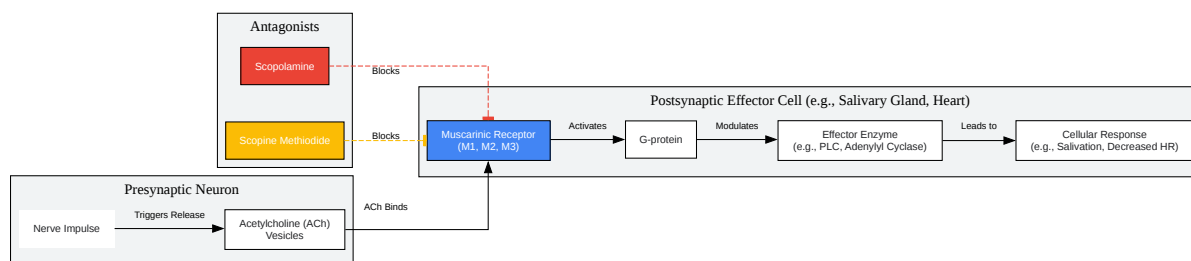 Antagonists
Scopolamine
Blocks
Scopine Methiodide
Blocks
Postsynaptic Effector Cell (e.g., Salivary Gland, Heart)
Muscarinic Receptor
(M1, M2, M3)
Activates
G-protein
Modulates
Effector Enzyme
(e.g., PLC, Adenylyl Cyclase)
Leads to
Cellular Response
(e.g., Salivation, Decreased HR)
Presynaptic Neuron
Nerve Impulse
Triggers Release
Acetylcholine (ACh)
Vesicles
ACh Binds